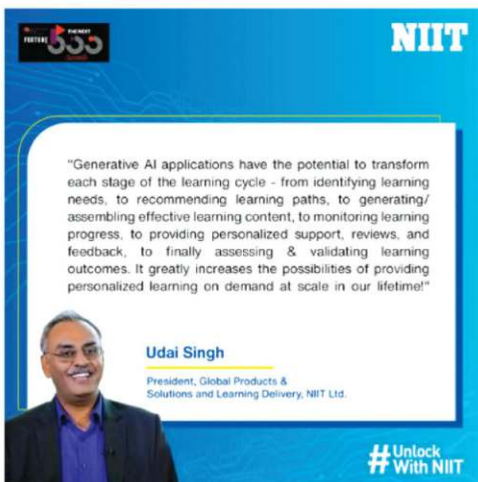 FORTUNE
THE NEXT
500
NIIT
"Generative AI applications have the potential to transform
each stage of the learning cycle - from identifying learning
needs, to recommending learning paths, to generating/
assembling effective learning content, to monitoring learning
progress, to providing personalized support, reviews, and
feedback, to finally assessing & validating learning
outcomes. It greatly increases the possibilities of providing
personalized learning on demand at scale in our lifetime!"
Udai Singh
President, Global Products &
Solutions and Learning Delivery, NIIT Ltd.
#Unlock
With NIIT